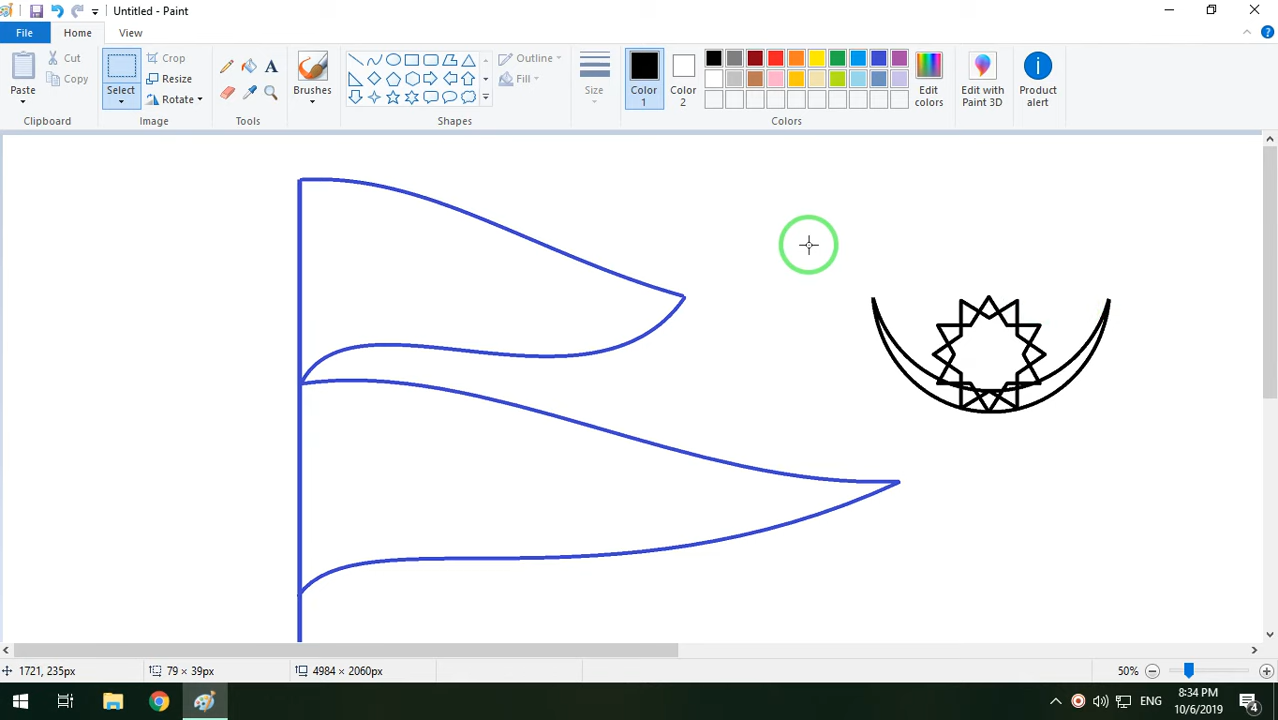 Untitled - Paint
File
Home
View
Paste
Cut
Copy
Clipboard
Select
Crop
Resize
Rotate
Image
A
Tools
Brushes
Outline
Fill
Shapes
Size
Color 1
Color 2
Edit colors
Colors
Edit with Paint 3D
Product alert
1721, 235px
79 × 39px
4984 × 2060px
50%
ENG
8:34 PM
10/6/2019
4